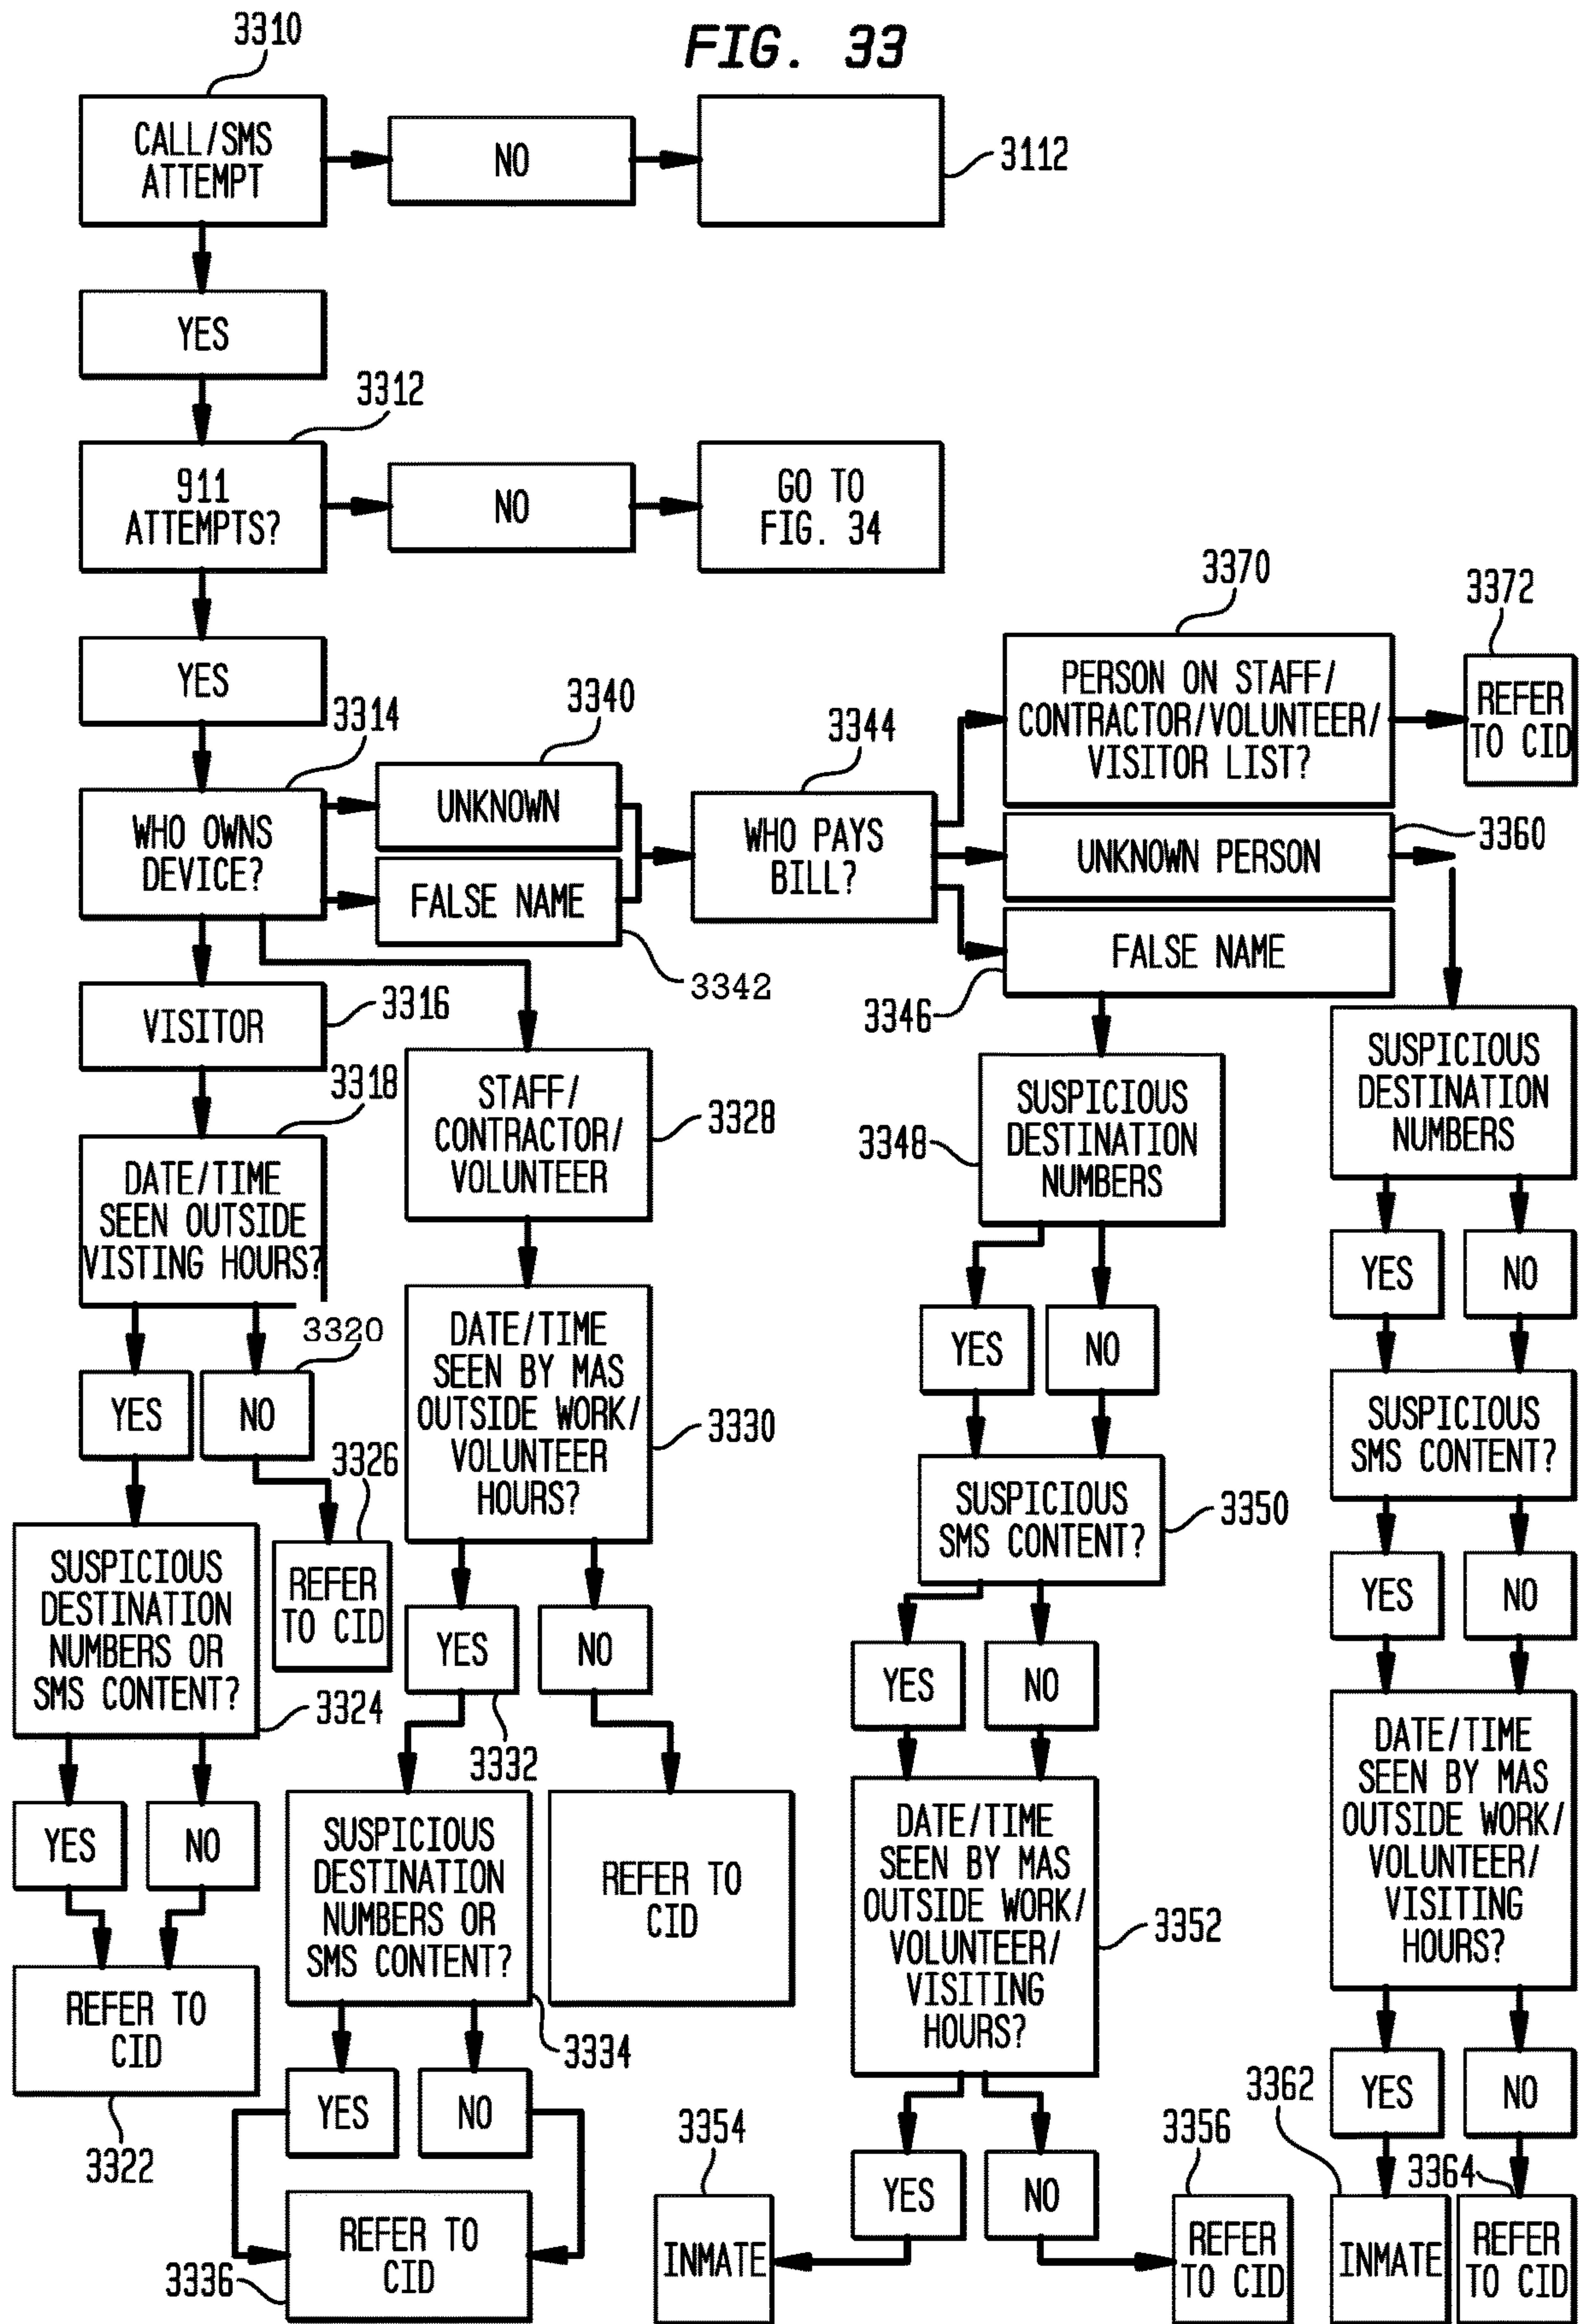 FIG. 33
3310
CALL/SMS
ATTEMPT
NO
3112
YES
3312
911
ATTEMPTS?
NO
GO TO
FIG. 34
YES
3314
WHO OWNS
DEVICE?
3340
UNKNOWN
FALSE NAME
3342
3344
WHO PAYS
BILL?
3370
PERSON ON STAFF/
CONTRACTOR/VOLUNTEER/
VISITOR LIST?
3372
REFER
TO CID
UNKNOWN PERSON
3360
FALSE NAME
3346
VISITOR
3316
3318
DATE/TIME
SEEN OUTSIDE
VISTING HOURS?
3320
YES
NO
3326
REFER
TO CID
SUSPICIOUS
DESTINATION
NUMBERS OR
SMS CONTENT?
3324
YES
NO
REFER TO
CID
3322
STAFF/
CONTRACTOR/
VOLUNTEER
3328
DATE/TIME
SEEN BY MAS
OUTSIDE WORK/
VOLUNTEER
HOURS?
3330
YES
NO
3332
SUSPICIOUS
DESTINATION
NUMBERS OR
SMS CONTENT?
3334
REFER TO
CID
YES
NO
REFER TO
CID
3336
SUSPICIOUS
DESTINATION
NUMBERS
3348
YES
NO
SUSPICIOUS
SMS CONTENT?
3350
YES
NO
DATE/TIME
SEEN BY MAS
OUTSIDE WORK/
VOLUNTEER/
VISITING
HOURS?
3352
YES
NO
3354
INMATE
3356
REFER
TO CID
SUSPICIOUS
DESTINATION
NUMBERS
YES
NO
SUSPICIOUS
SMS CONTENT?
YES
NO
DATE/TIME
SEEN BY MAS
OUTSIDE WORK/
VOLUNTEER/
VISITING
HOURS?
YES
NO
3362
INMATE
3364
REFER
TO CID